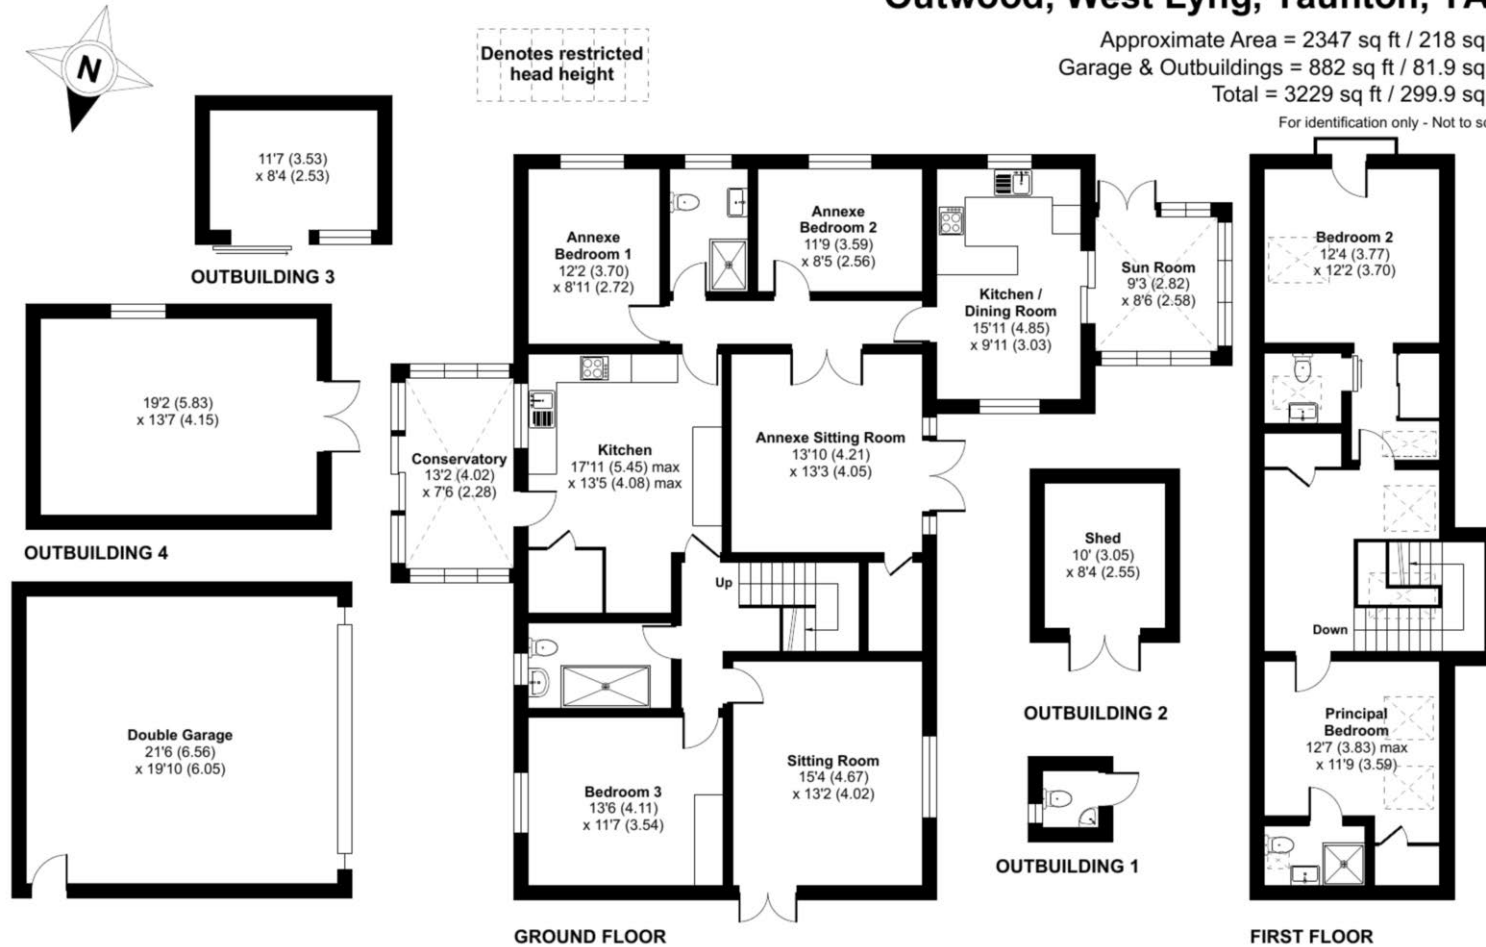 Outwood, West Lyng, Taunton, TA
Approximate Area = 2347 sq ft / 218 sq
Garage & Outbuildings = 882 sq ft / 81.9 sq
Total = 3229 sq ft / 299.9 sq
For identification only - Not to sc
N
Denotes restricted
head height
11'7 (3.53)
x 8'4 (2.53)
OUTBUILDING 3
19'2 (5.83)
x 13'7 (4.15)
OUTBUILDING 4
Double Garage
21'6 (6.56)
x 19'10 (6.05)
Annexe
Bedroom 1
12'2 (3.70)
x 8'11 (2.72)
Annexe
Bedroom 2
11'9 (3.59)
x 8'5 (2.56)
Kitchen /
Dining Room
15'11 (4.85)
x 9'11 (3.03)
Sun Room
9'3 (2.82)
x 8'6 (2.58)
Conservatory
13'2 (4.02)
x 7'6 (2.28)
Kitchen
17'11 (5.45) max
x 13'5 (4.08) max
Annexe Sitting Room
13'10 (4.21)
x 13'3 (4.05)
Up
Bedroom 3
13'6 (4.11)
x 11'7 (3.54)
Sitting Room
15'4 (4.67)
x 13'2 (4.02)
GROUND FLOOR
Shed
10' (3.05)
x 8'4 (2.55)
OUTBUILDING 2
OUTBUILDING 1
Bedroom 2
12'4 (3.77)
x 12'2 (3.70)
Down
Principal
Bedroom
12'7 (3.83) max
x 11'9 (3.59)
FIRST FLOOR